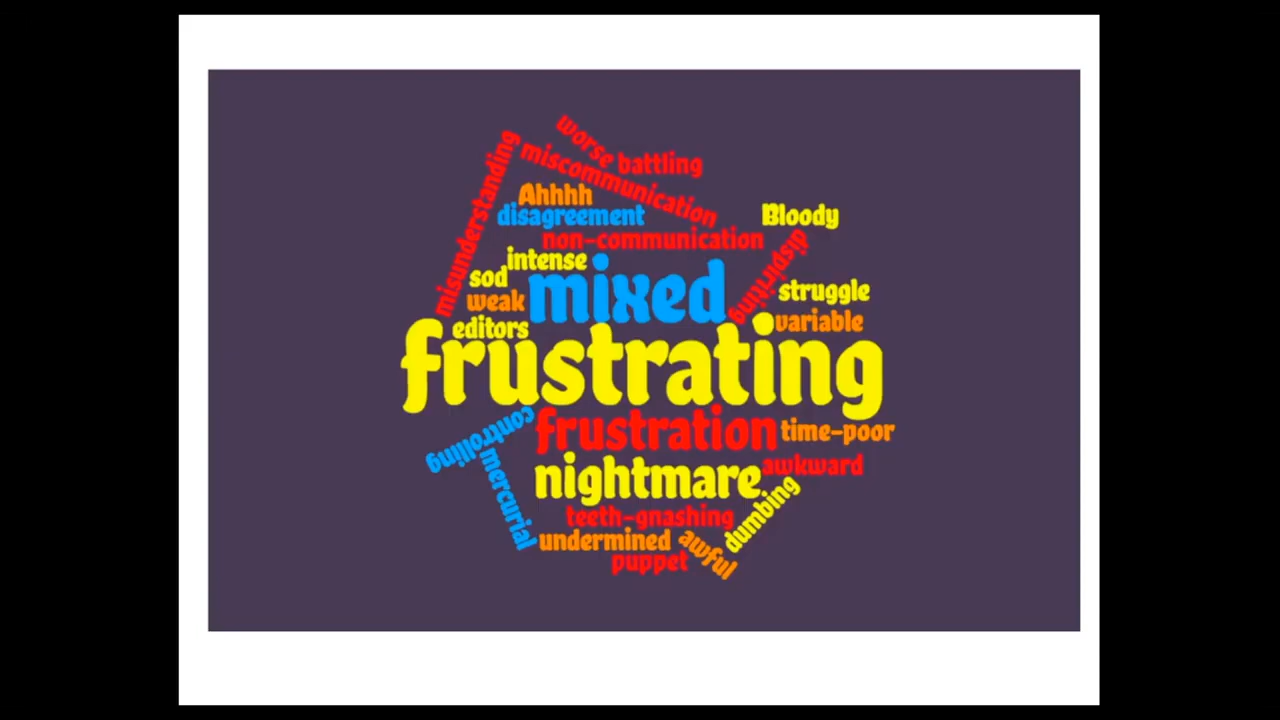 worse
battling
miscommunication
misunderstanding
Ahhhh
disagreement
Bloody
non-communication
dispiriting
intense
sod
mixed
struggle
weak
variable
editors
frustrating
controlling
frustration
time-poor
mercurial
nightmare
awkward
dumbing
teeth-gnashing
undermined
awful
puppet